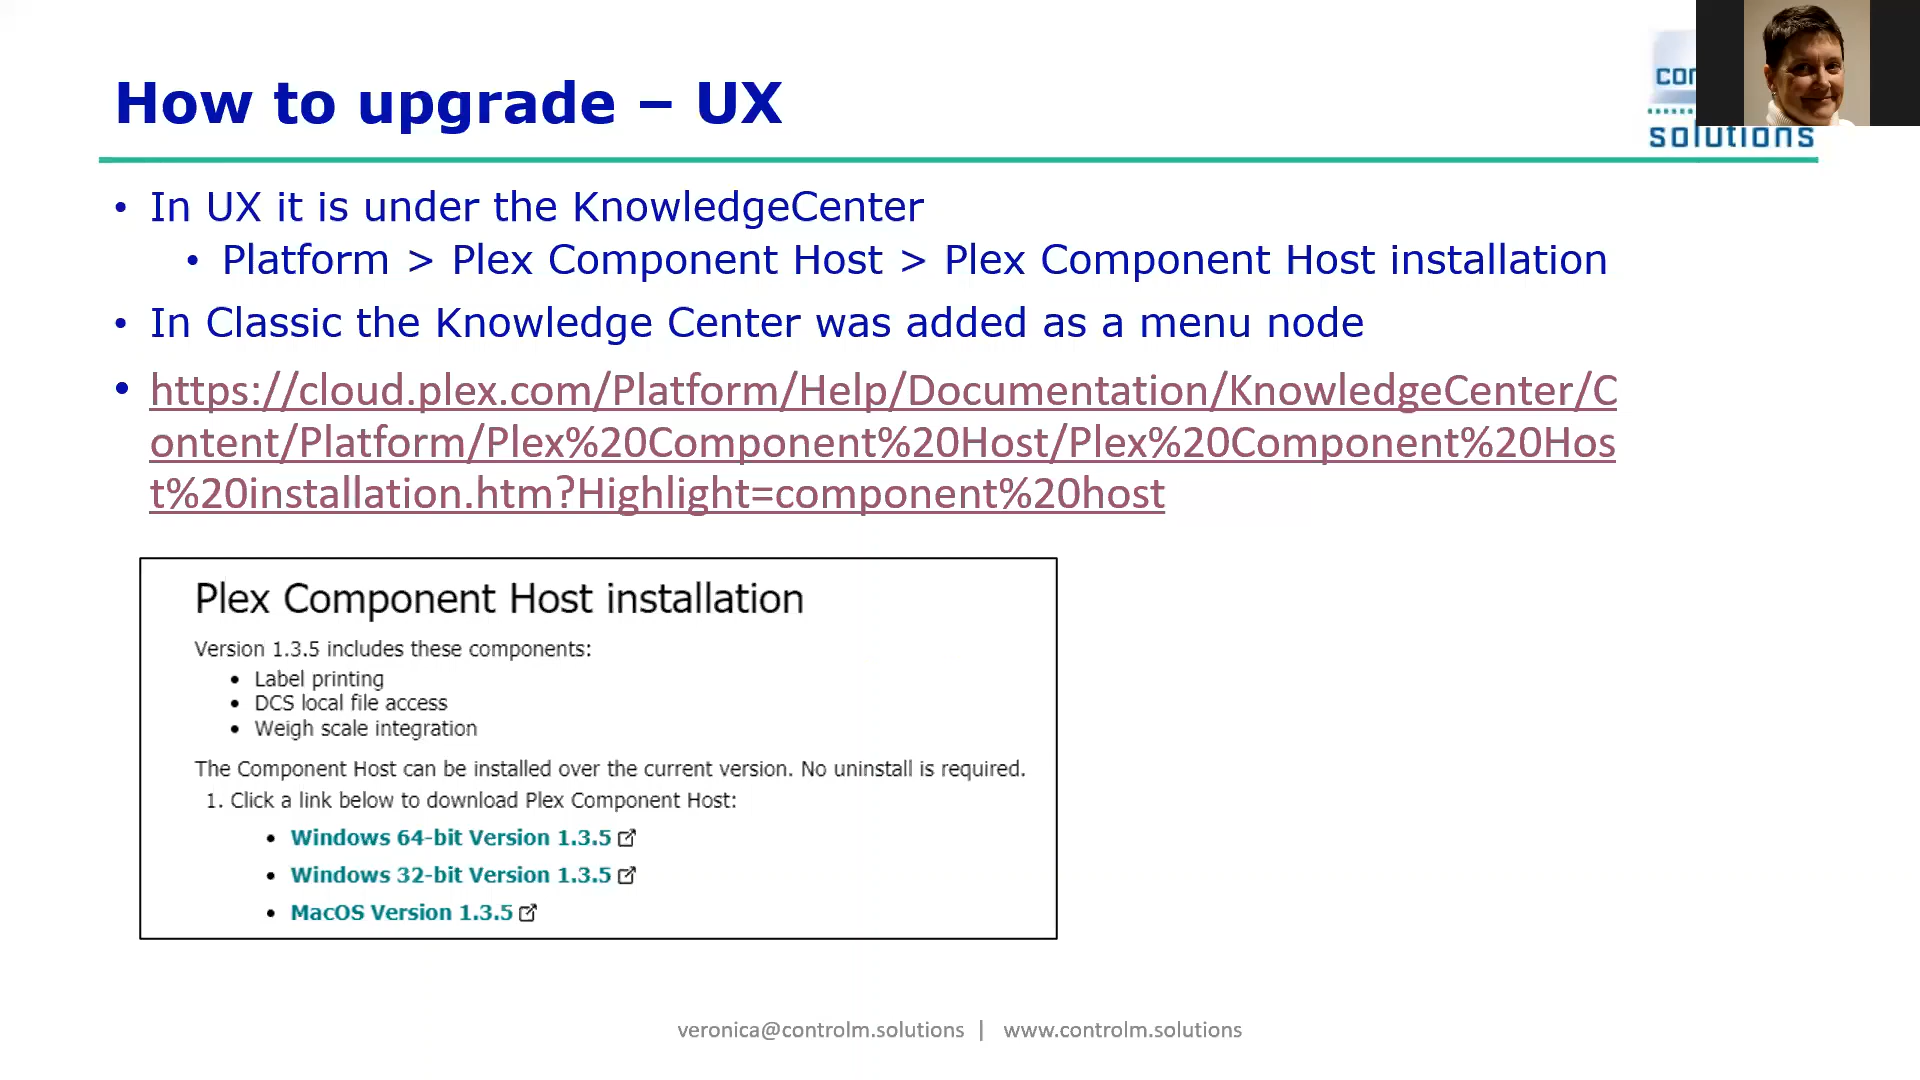 How to upgrade – UX
con
solutions
• In UX it is under the KnowledgeCenter
• Platform > Plex Component Host > Plex Component Host installation
• In Classic the Knowledge Center was added as a menu node
• https://cloud.plex.com/Platform/Help/Documentation/KnowledgeCenter/C
ontent/Platform/Plex%20Component%20Host/Plex%20Component%20Hos
t%20installation.htm?Highlight=component%20host
Plex Component Host installation
Version 1.3.5 includes these components:
• Label printing
• DCS local file access
• Weigh scale integration
The Component Host can be installed over the current version. No uninstall is required.
1. Click a link below to download Plex Component Host:
• Windows 64-bit Version 1.3.5
• Windows 32-bit Version 1.3.5
• MacOS Version 1.3.5
veronica@controlm.solutions | www.controlm.solutions